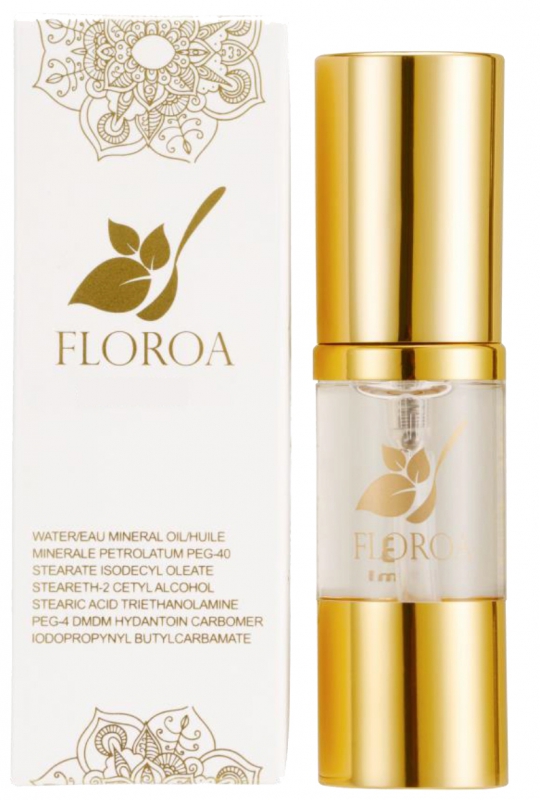 FLOROA
WATER/EAU MINERAL OIL/HUILE
MINERALE PETROLATUM PEG-40
STEARATE ISODECYL OLEATE
STEARETH-2 CETYL ALCOHOL
STEARIC ACID TRIETHANOLAMINE
PEG-4 DMDM HYDANTOIN CARBOMER
IODOPROPYNYL BUTYLCARBAMATE
FLOROA